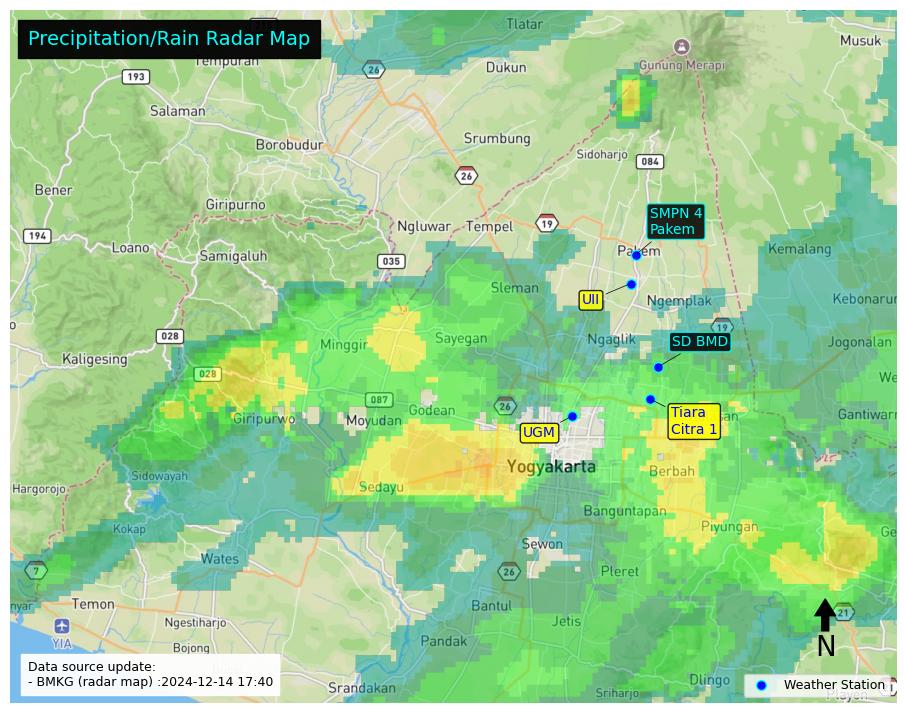 Precipitation/Rain Radar Map
Tlatar
Musuk
26
Dukun
Gunung Merapi
193
Salaman
Srumbung
Borobudur
Sidoharjo
084
26
Bener
Giripurno
SMPN 4
Pakem
19
Ngluwar
Tempel
194
Loano
Samigaluh
035
Pakem
Kemalang
Sleman
UII
Ngemplak
19
028
Minggir
Sayegan
Ngaglik
SD BMD
Jogonalan
Kaligesing
028
087
Godean
26
Tiara
Citra 1
Giripurwo
Moyudan
UGM
Yogyakarta
Berbah
Sidowayah
Hargorojo
Sedayu
Banguntapan
Piyungan
Kokap
Wates
Sewon
7
26
Pleret
Temon
Bantul
21
YIA
Ngestiharjo
Jetis
N
Bojong
Pandak
Data source update:
- BMKG (radar map) :2024-12-14 17:40
Srandakan
Sriharjo
Dlingo
Weather Station